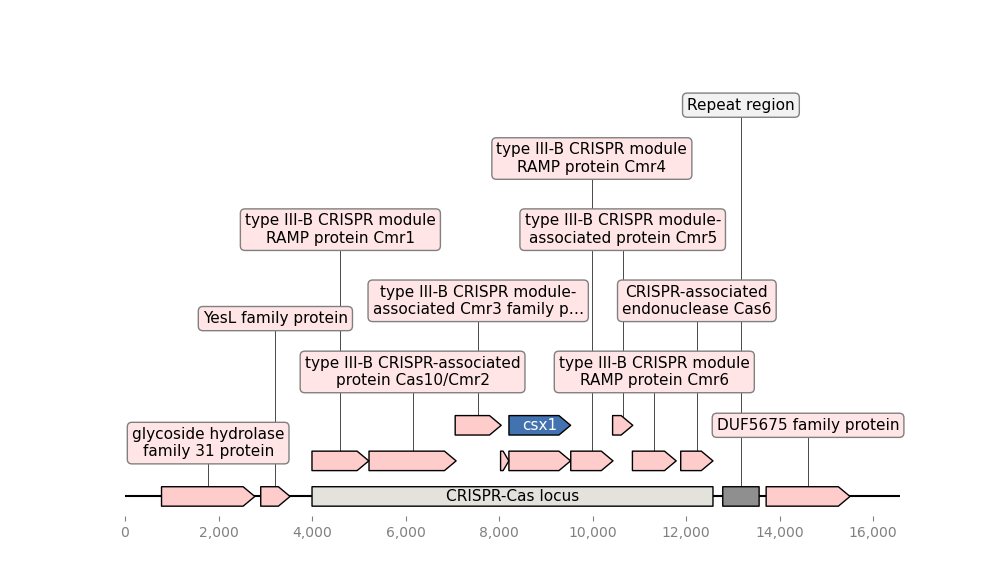 Repeat region
type III-B CRISPR module
RAMP protein Cmr4
type III-B CRISPR module
RAMP protein Cmr1
type III-B CRISPR module-
associated protein Cmr5
type III-B CRISPR module-
associated Cmr3 family p…
CRISPR-associated
endonuclease Cas6
YesL family protein
type III-B CRISPR-associated
protein Cas10/Cmr2
type III-B CRISPR module
RAMP protein Cmr6
glycoside hydrolase
family 31 protein
csx1
DUF5675 family protein
CRISPR-Cas locus
0 2,000 4,000 6,000 8,000 10,000 12,000 14,000 16,000